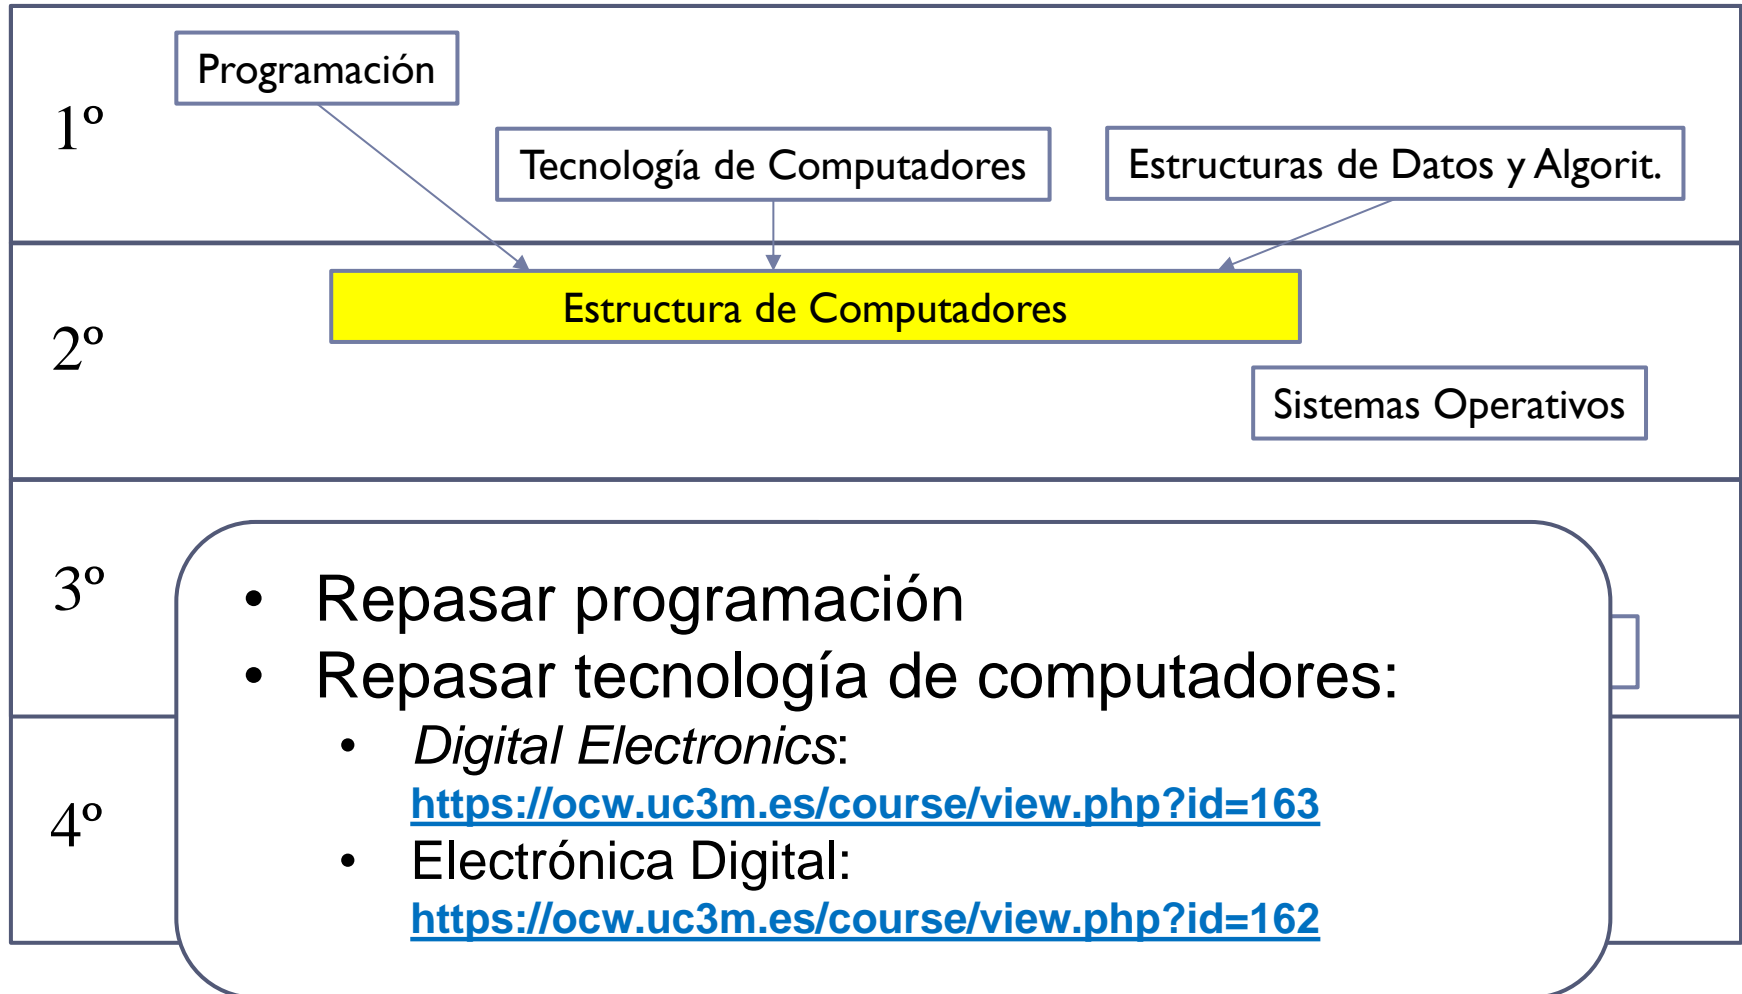 Programación
1º
Tecnología de Computadores
Estructuras de Datos y Algorit.
Estructura de Computadores
2º
Sistemas Operativos
3º
• Repasar programación
• Repasar tecnología de computadores:
• Digital Electronics:
https://ocw.uc3m.es/course/view.php?id=163
4º
• Electrónica Digital:
https://ocw.uc3m.es/course/view.php?id=162